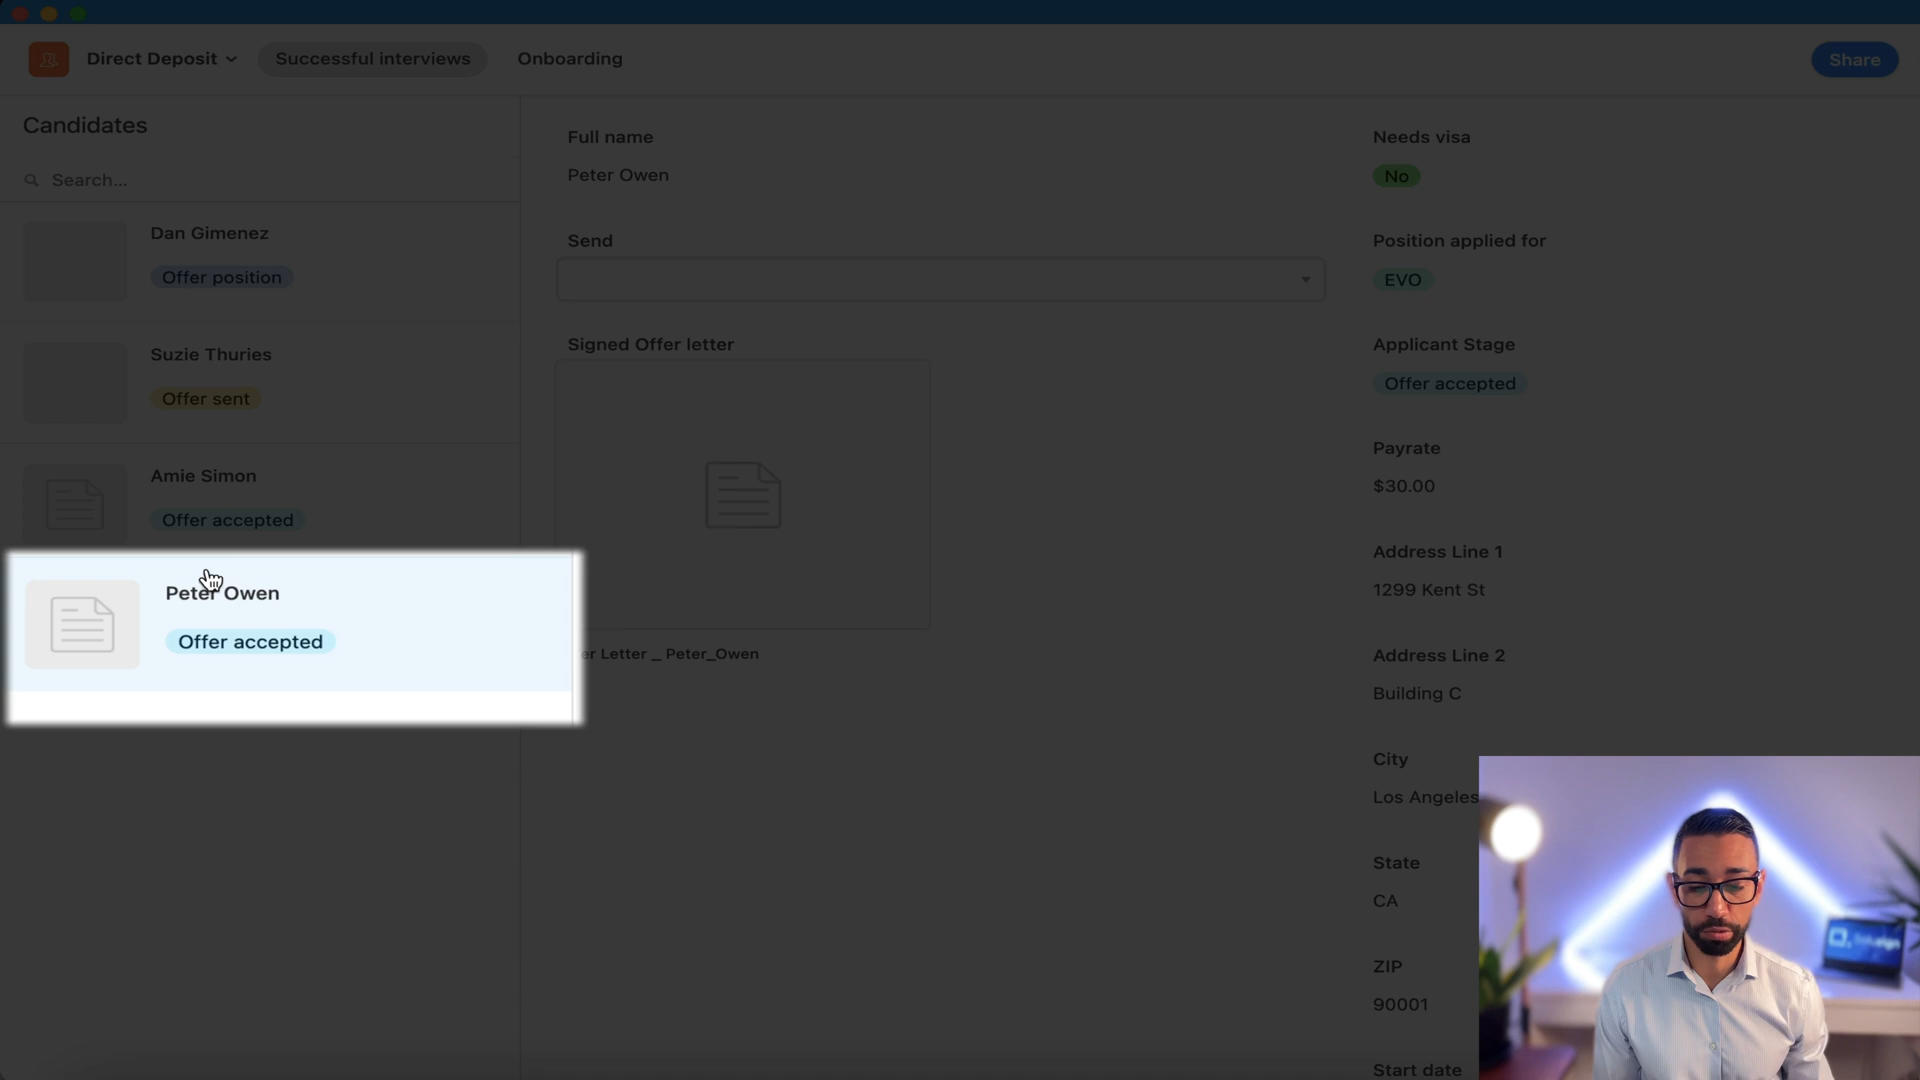 Direct Deposit
Successful interviews
Onboarding
Share
Candidates
Search...
Dan Gimenez
Offer position
Suzie Thuries
Offer sent
Amie Simon
Offer accepted
Peter Owen
Offer accepted
Full name
Peter Owen
Send
Signed Offer letter
er Letter _ Peter_Owen
Needs visa
No
Position applied for
EVO
Applicant Stage
Offer accepted
Payrate
$30.00
Address Line 1
1299 Kent St
Address Line 2
Building C
City
Los Angeles
State
CA
ZIP
90001
Start date